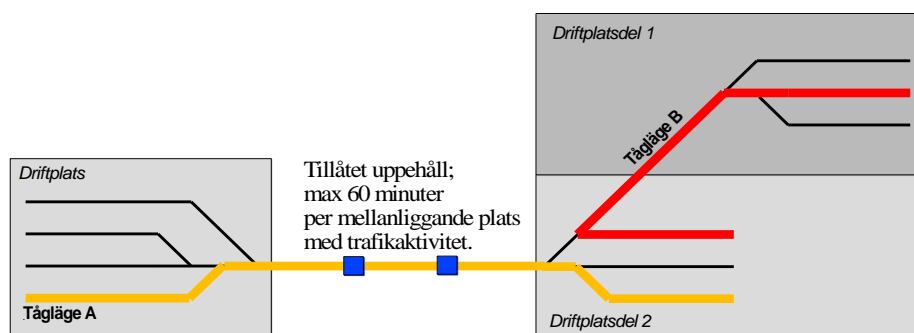 Driftplatsdel 1
Tågläge B
Driftplats
Tillåtet uppehåll;
max 60 minuter
per mellanliggande plats
med trafikaktivitet.
Tågläge A
Driftplatsdel 2